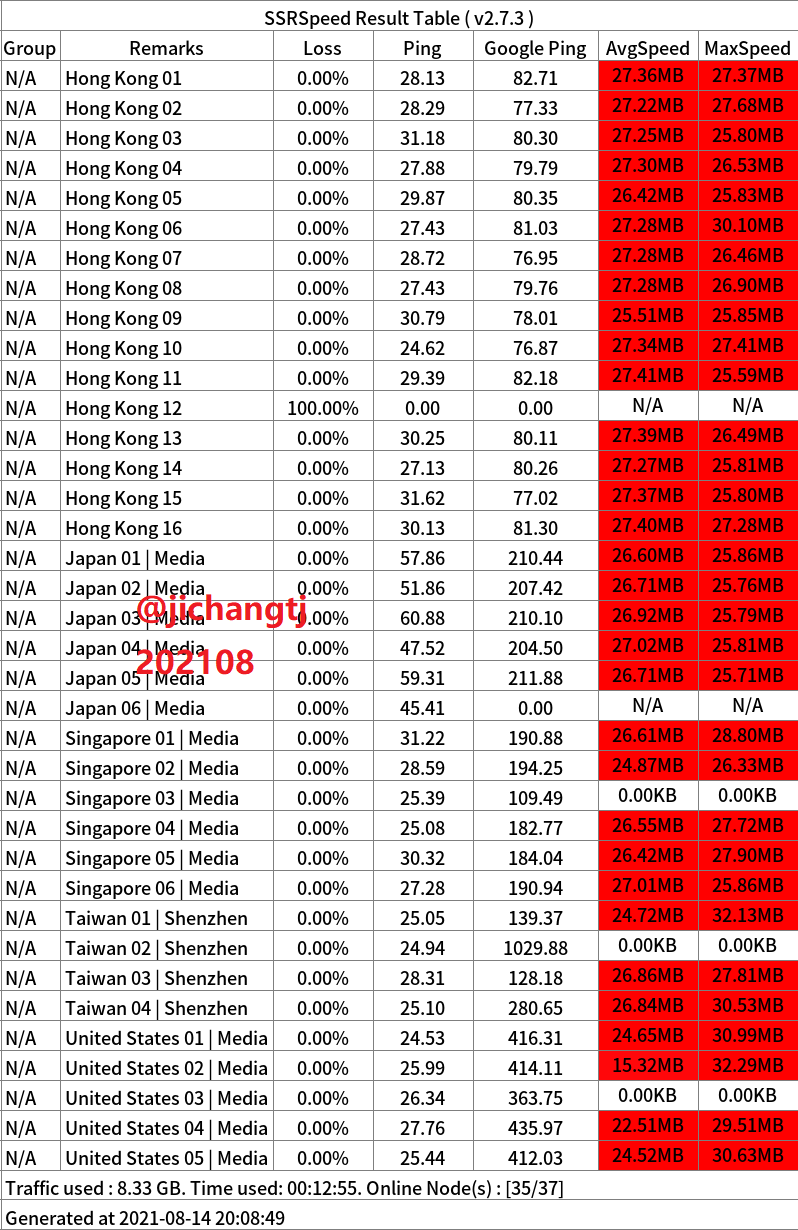 SSRSpeed Result Table ( v2.7.3 )
Group Remarks Loss Ping Google Ping AvgSpeed MaxSpeed
N/A Hong Kong 01 0.00% 28.13 82.71 27.36MB 27.37MB
N/A Hong Kong 02 0.00% 28.29 77.33 27.22MB 27.68MB
N/A Hong Kong 03 0.00% 31.18 80.30 27.25MB 25.80MB
N/A Hong Kong 04 0.00% 27.88 79.79 27.30MB 26.53MB
N/A Hong Kong 05 0.00% 29.87 80.35 26.42MB 25.83MB
N/A Hong Kong 06 0.00% 27.43 81.03 27.28MB 30.10MB
N/A Hong Kong 07 0.00% 28.72 76.95 27.28MB 26.46MB
N/A Hong Kong 08 0.00% 27.43 79.76 27.28MB 26.90MB
N/A Hong Kong 09 0.00% 30.79 78.01 25.51MB 25.85MB
N/A Hong Kong 10 0.00% 24.62 76.87 27.34MB 27.41MB
N/A Hong Kong 11 0.00% 29.39 82.18 27.41MB 25.59MB
N/A Hong Kong 12 100.00% 0.00 0.00 N/A N/A
N/A Hong Kong 13 0.00% 30.25 80.11 27.39MB 26.49MB
N/A Hong Kong 14 0.00% 27.13 80.26 27.27MB 25.81MB
N/A Hong Kong 15 0.00% 31.62 77.02 27.37MB 25.80MB
N/A Hong Kong 16 0.00% 30.13 81.30 27.40MB 27.28MB
N/A Japan 01 | Media 0.00% 57.86 210.44 26.60MB 25.86MB
N/A Japan 02 | Media 0.00% 51.86 207.42 26.71MB 25.76MB
@jichangtj
N/A Japan 03 | Media 0.00% 60.88 210.10 26.92MB 25.79MB
N/A Japan 04 | Media 0.00% 47.52 204.50 27.02MB 25.81MB
202108
N/A Japan 05 | Media 0.00% 59.31 211.88 26.71MB 25.71MB
N/A Japan 06 | Media 0.00% 45.41 0.00 N/A N/A
N/A Singapore 01 | Media 0.00% 31.22 190.88 26.61MB 28.80MB
N/A Singapore 02 | Media 0.00% 28.59 194.25 24.87MB 26.33MB
N/A Singapore 03 | Media 0.00% 25.39 109.49 0.00KB 0.00KB
N/A Singapore 04 | Media 0.00% 25.08 182.77 26.55MB 27.72MB
N/A Singapore 05 | Media 0.00% 30.32 184.04 26.42MB 27.90MB
N/A Singapore 06 | Media 0.00% 27.28 190.94 27.01MB 25.86MB
N/A Taiwan 01 | Shenzhen 0.00% 25.05 139.37 24.72MB 32.13MB
N/A Taiwan 02 | Shenzhen 0.00% 24.94 1029.88 0.00KB 0.00KB
N/A Taiwan 03 | Shenzhen 0.00% 28.31 128.18 26.86MB 27.81MB
N/A Taiwan 04 | Shenzhen 0.00% 25.10 280.65 26.84MB 30.53MB
N/A United States 01 | Media 0.00% 24.53 416.31 24.65MB 30.99MB
N/A United States 02 | Media 0.00% 25.99 414.11 15.32MB 32.29MB
N/A United States 03 | Media 0.00% 26.34 363.75 0.00KB 0.00KB
N/A United States 04 | Media 0.00% 27.76 435.97 22.51MB 29.51MB
N/A United States 05 | Media 0.00% 25.44 412.03 24.52MB 30.63MB
Traffic used : 8.33 GB. Time used: 00:12:55. Online Node(s) : [35/37]
Generated at 2021-08-14 20:08:49